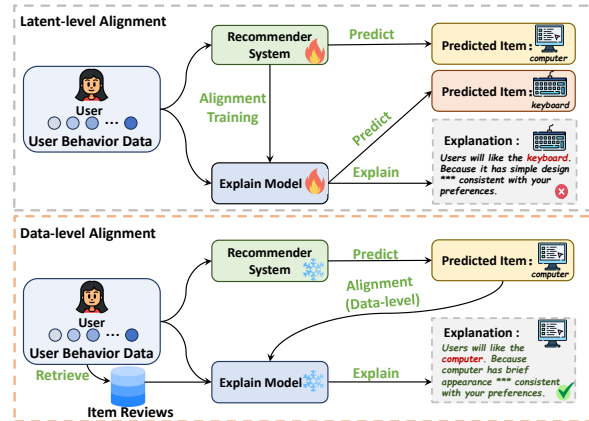 Latent-level Alignment
Recommender
System
Predict
Predicted Item：
computer
User
User Behavior Data
Alignment
Training
Predict
Predicted Item：
keyboard
Explain Model
Explain
Explanation :
Users will like the keyboard.
Because it has simple design
*** consistent with your
preferences.
Data-level Alignment
Recommender
System
Predict
Predicted Item：
computer
User
User Behavior Data
Alignment
(Data-level)
Retrieve
Item Reviews
Explain Model
Explain
Explanation :
Users will like the
computer. Because
computer has brief
appearance *** consistent
with your preferences.